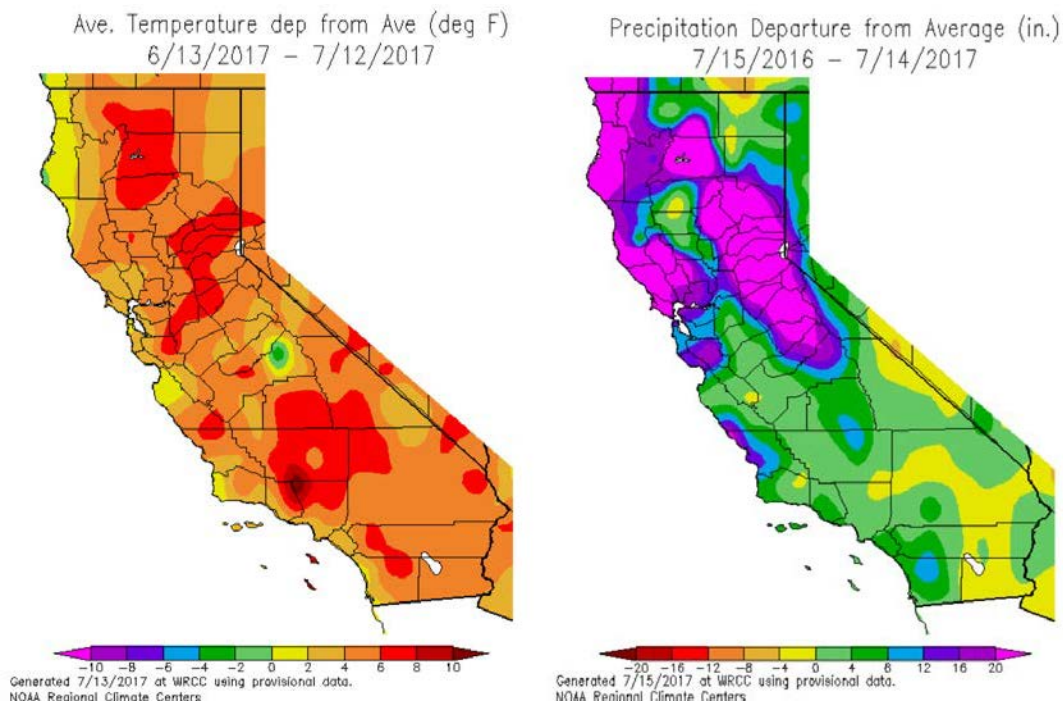 Ave. Temperature dep from Ave (deg F)
6/13/2017 – 7/12/2017
-10 -8 -6 -4 -2 0 2 4 6 8 10
Generated 7/13/2017 at WRCC using provisional data.
NOAA Regional Climate Centers
Precipitation Departure from Average (in.)
7/15/2016 – 7/14/2017
-20 -16 -12 -8 -4 0 4 8 12 16 20
Generated 7/15/2017 at WRCC using provisional data.
NOAA Regional Climate Centers